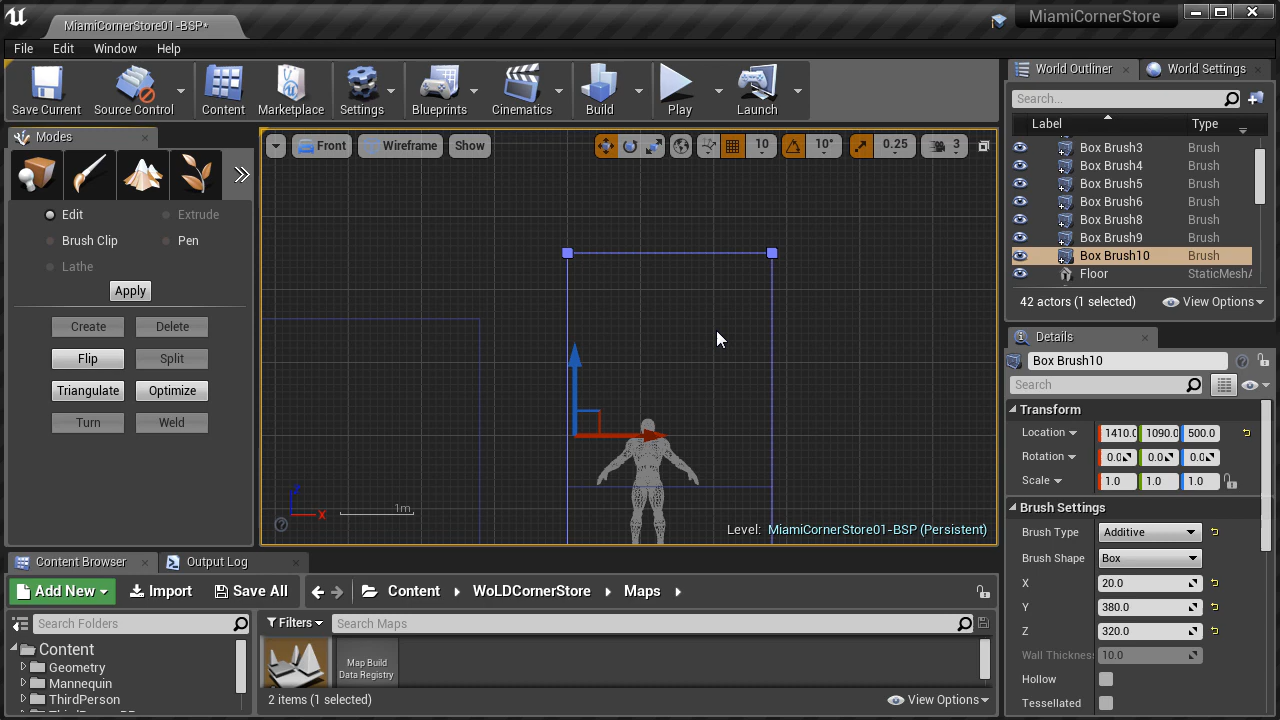 MiamiCornerStore01-BSP*
MiamiCornerStore
File Edit Window Help
Save Current Source Control Content Marketplace Settings Blueprints Cinematics Build Play Launch
World Outliner World Settings
Search...
Label Type
Box Brush3 Brush
Box Brush4 Brush
Box Brush5 Brush
Box Brush6 Brush
Box Brush8 Brush
Box Brush9 Brush
Box Brush10 Brush
Floor StaticMeshA
42 actors (1 selected) View Options
Modes
Edit Extrude
Brush Clip Pen
Lathe
Apply
Create Delete
Flip Split
Triangulate Optimize
Turn Weld
Front Wireframe Show 10 10° 0.25 3
z
x
1m
Level: MiamiCornerStore01-BSP (Persistent)
Details
Box Brush10
Search
Transform
Location 1410.0 1090.0 500.0
Rotation 0.0 0.0 0.0
Scale 1.0 1.0 1.0
Brush Settings
Brush Type Additive
Brush Shape Box
X 20.0
Y 380.0
Z 320.0
Wall Thickness 10.0
Hollow
Tessellated
Content Browser Output Log
Add New Import Save All Content WoLDCornerStore Maps
Search Folders
Content
Geometry
Mannequin
ThirdPerson
Filters Search Maps
Map Build
Data Registry
2 items (1 selected) View Options